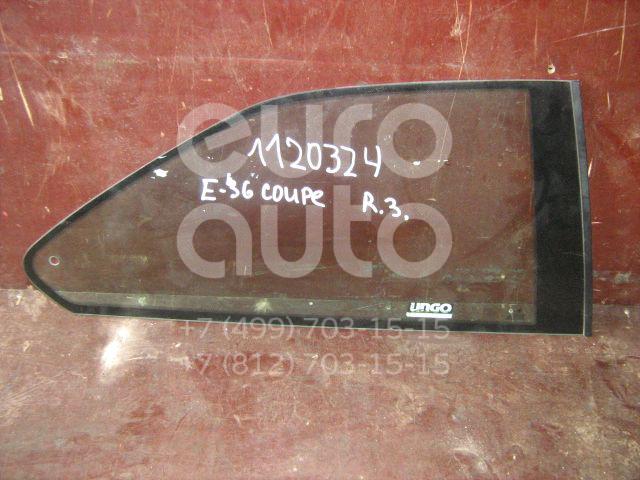 euro
auto
1120324
E-36 COUPE R.3.
UNGO
+7 (499) 703-15-15
+7 (812) 703-15-15